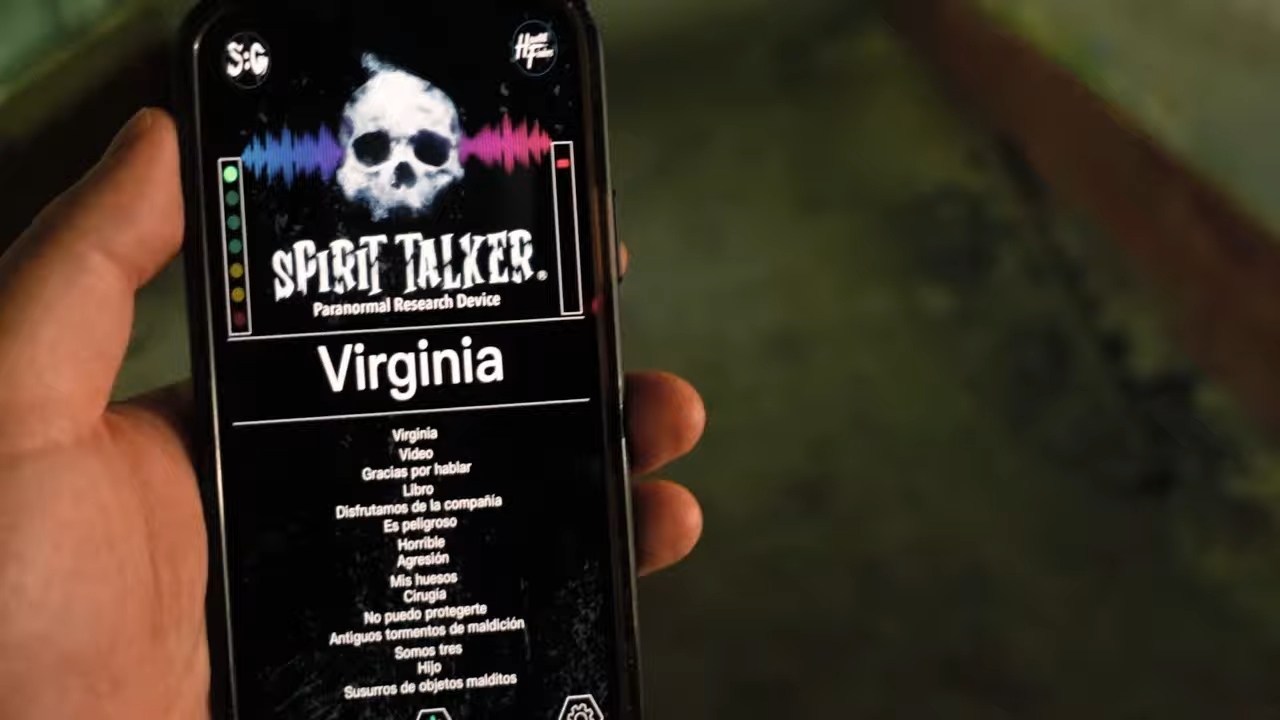 S:G
SPIRIT TALKER®
Paranormal Research Device
Virginia
Virginia
Video
Gracias por hablar
Libro
Disfrutamos de la compañía
Es peligroso
Horrible
Agresión
Mis huesos
Cirugía
No puedo protegerte
Antiguos tormentos de maldición
Somos tres
Hijo
Susurros de objetos malditos